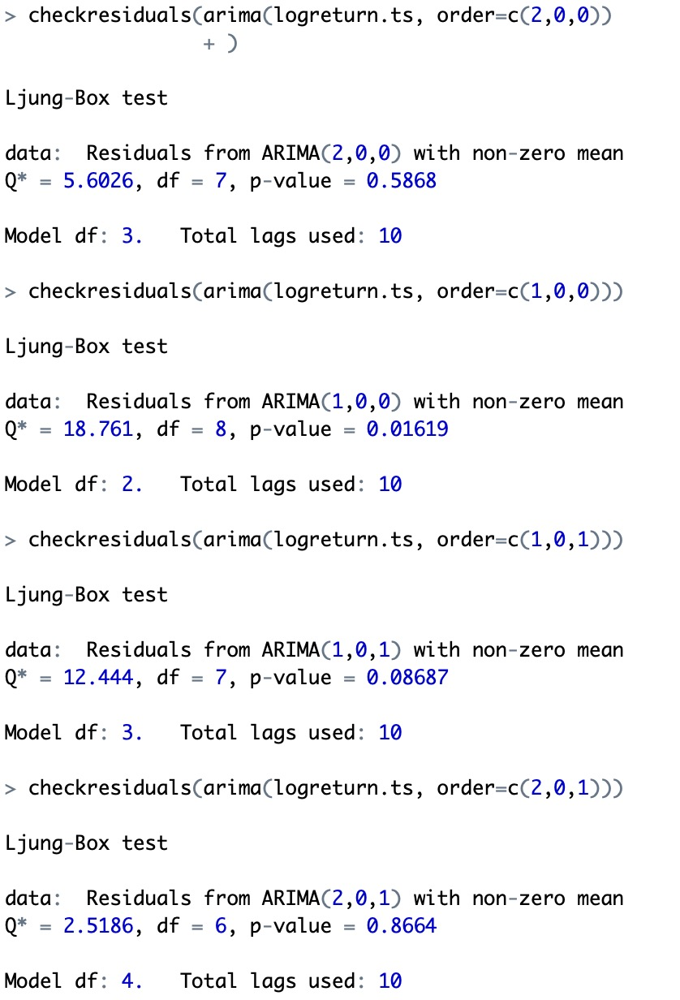 > checkresiduals(arima(logreturn.ts, order=c(2,0,0))
+ )
Ljung-Box test
data:  Residuals from ARIMA(2,0,0) with non-zero mean
Q* = 5.6026, df = 7, p-value = 0.5868
Model df: 3.   Total lags used: 10
> checkresiduals(arima(logreturn.ts, order=c(1,0,0)))
Ljung-Box test
data:  Residuals from ARIMA(1,0,0) with non-zero mean
Q* = 18.761, df = 8, p-value = 0.01619
Model df: 2.   Total lags used: 10
> checkresiduals(arima(logreturn.ts, order=c(1,0,1)))
Ljung-Box test
data:  Residuals from ARIMA(1,0,1) with non-zero mean
Q* = 12.444, df = 7, p-value = 0.08687
Model df: 3.   Total lags used: 10
> checkresiduals(arima(logreturn.ts, order=c(2,0,1)))
Ljung-Box test
data:  Residuals from ARIMA(2,0,1) with non-zero mean
Q* = 2.5186, df = 6, p-value = 0.8664
Model df: 4.   Total lags used: 10